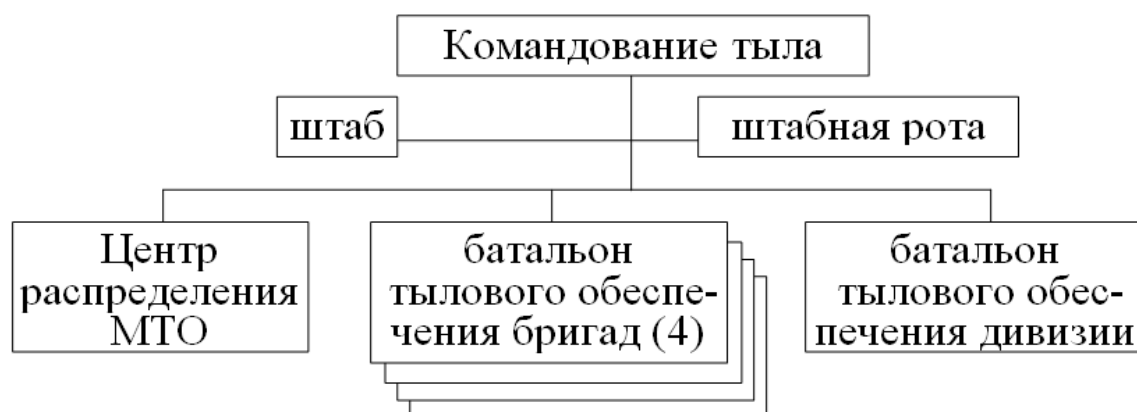 Командование тыла
штаб
штабная рота
Центр
распределения
МТО
батальон
тылового обеспе-
чения бригад (4)
батальон
тылового обес-
печения дивизии